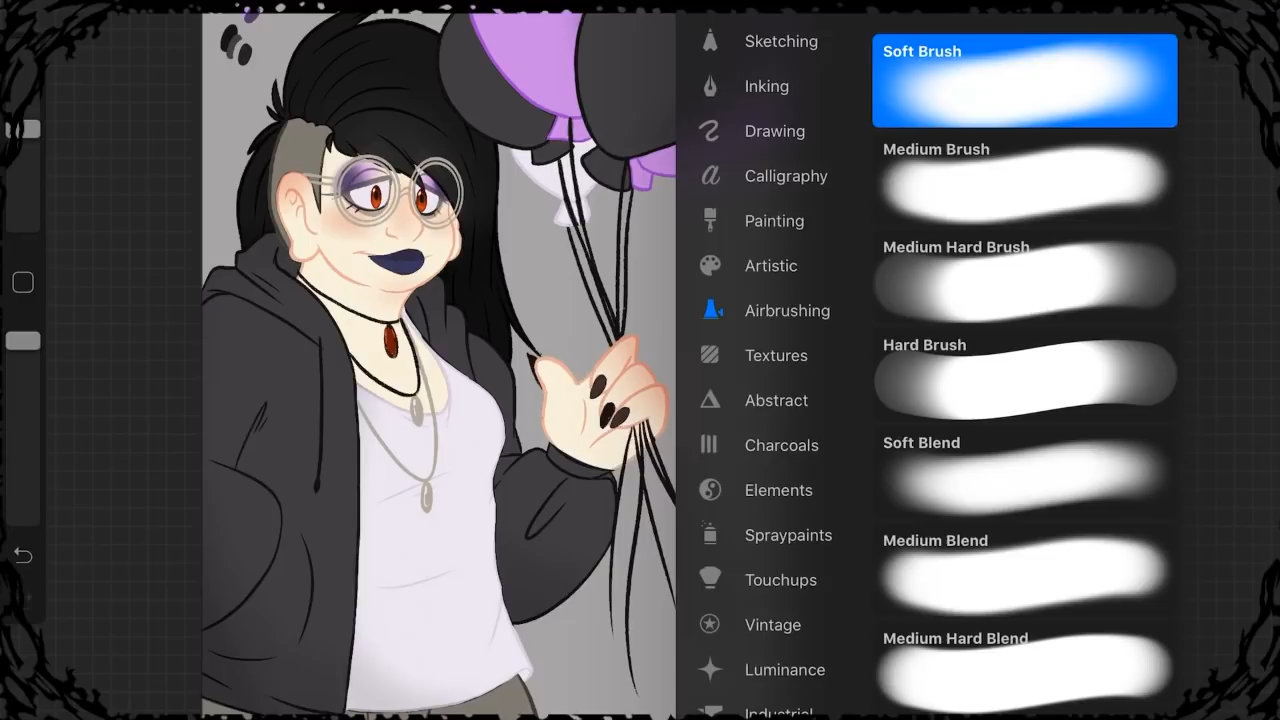 Sketching
Inking
Drawing
Calligraphy
Painting
Artistic
Airbrushing
Textures
Abstract
Charcoals
Elements
Spraypaints
Touchups
Vintage
Luminance
Industrial
Soft Brush
Medium Brush
Medium Hard Brush
Hard Brush
Soft Blend
Medium Blend
Medium Hard Blend